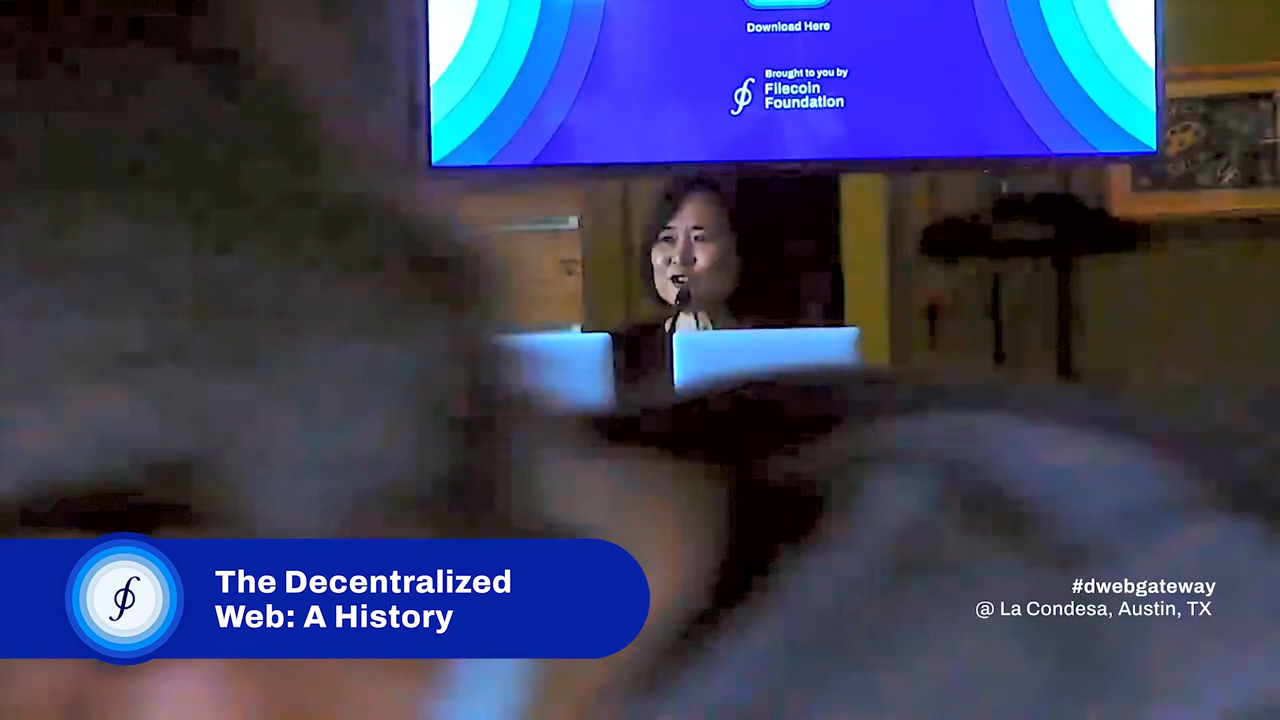 Download Here
Brought to you by
Filecoin
Foundation
The Decentralized
Web: A History
#dwebgateway
@ La Condesa, Austin, TX